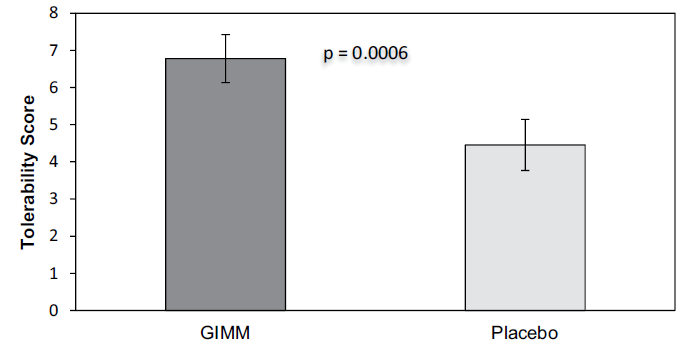 8
7
p = 0.0006
6
5
4
3
2
1
0
Tolerability Score
GIMM
Placebo